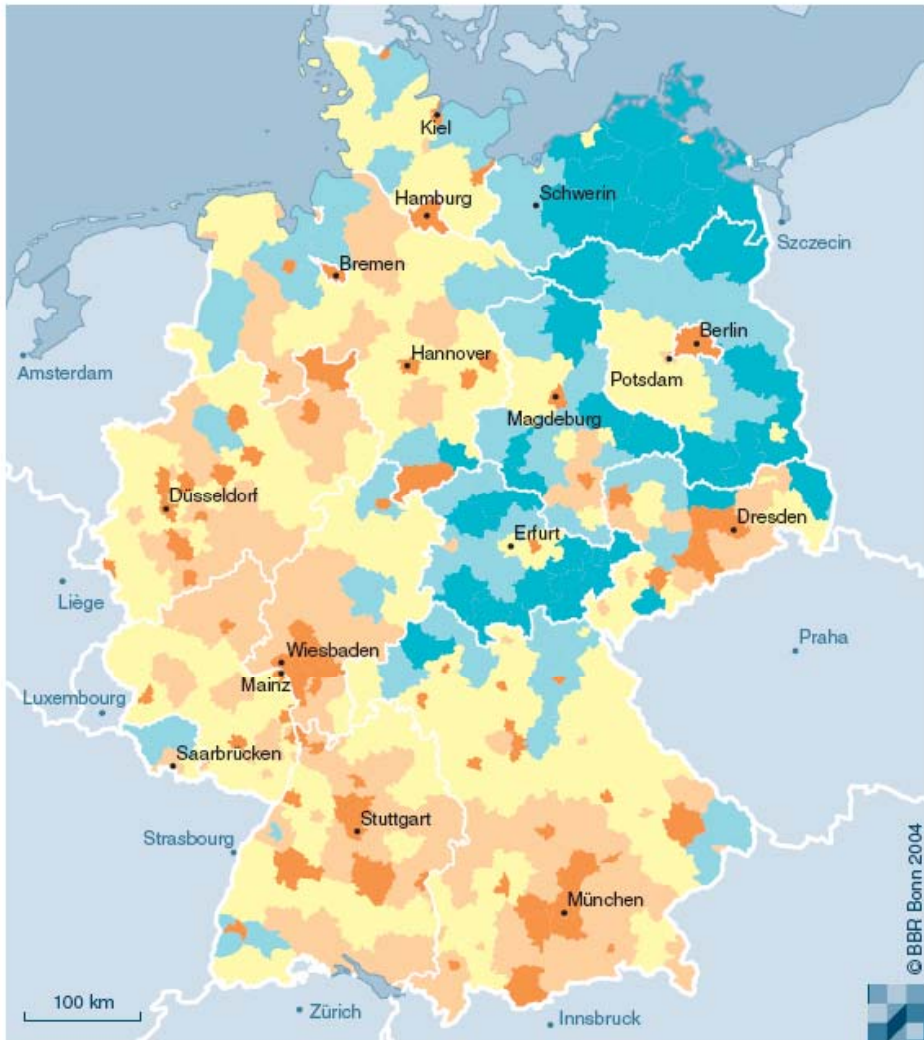 Kiel
Hamburg
Schwerin
Szczecin
Bremen
Amsterdam
Hannover
Berlin
Potsdam
Magdeburg
Düsseldorf
Dresden
Erfurt
Liège
Wiesbaden
Praha
Mainz
Luxembourg
Saarbrücken
Stuttgart
Strasbourg
München
© BBR Bonn 2004
100 km
Zürich
Innsbruck